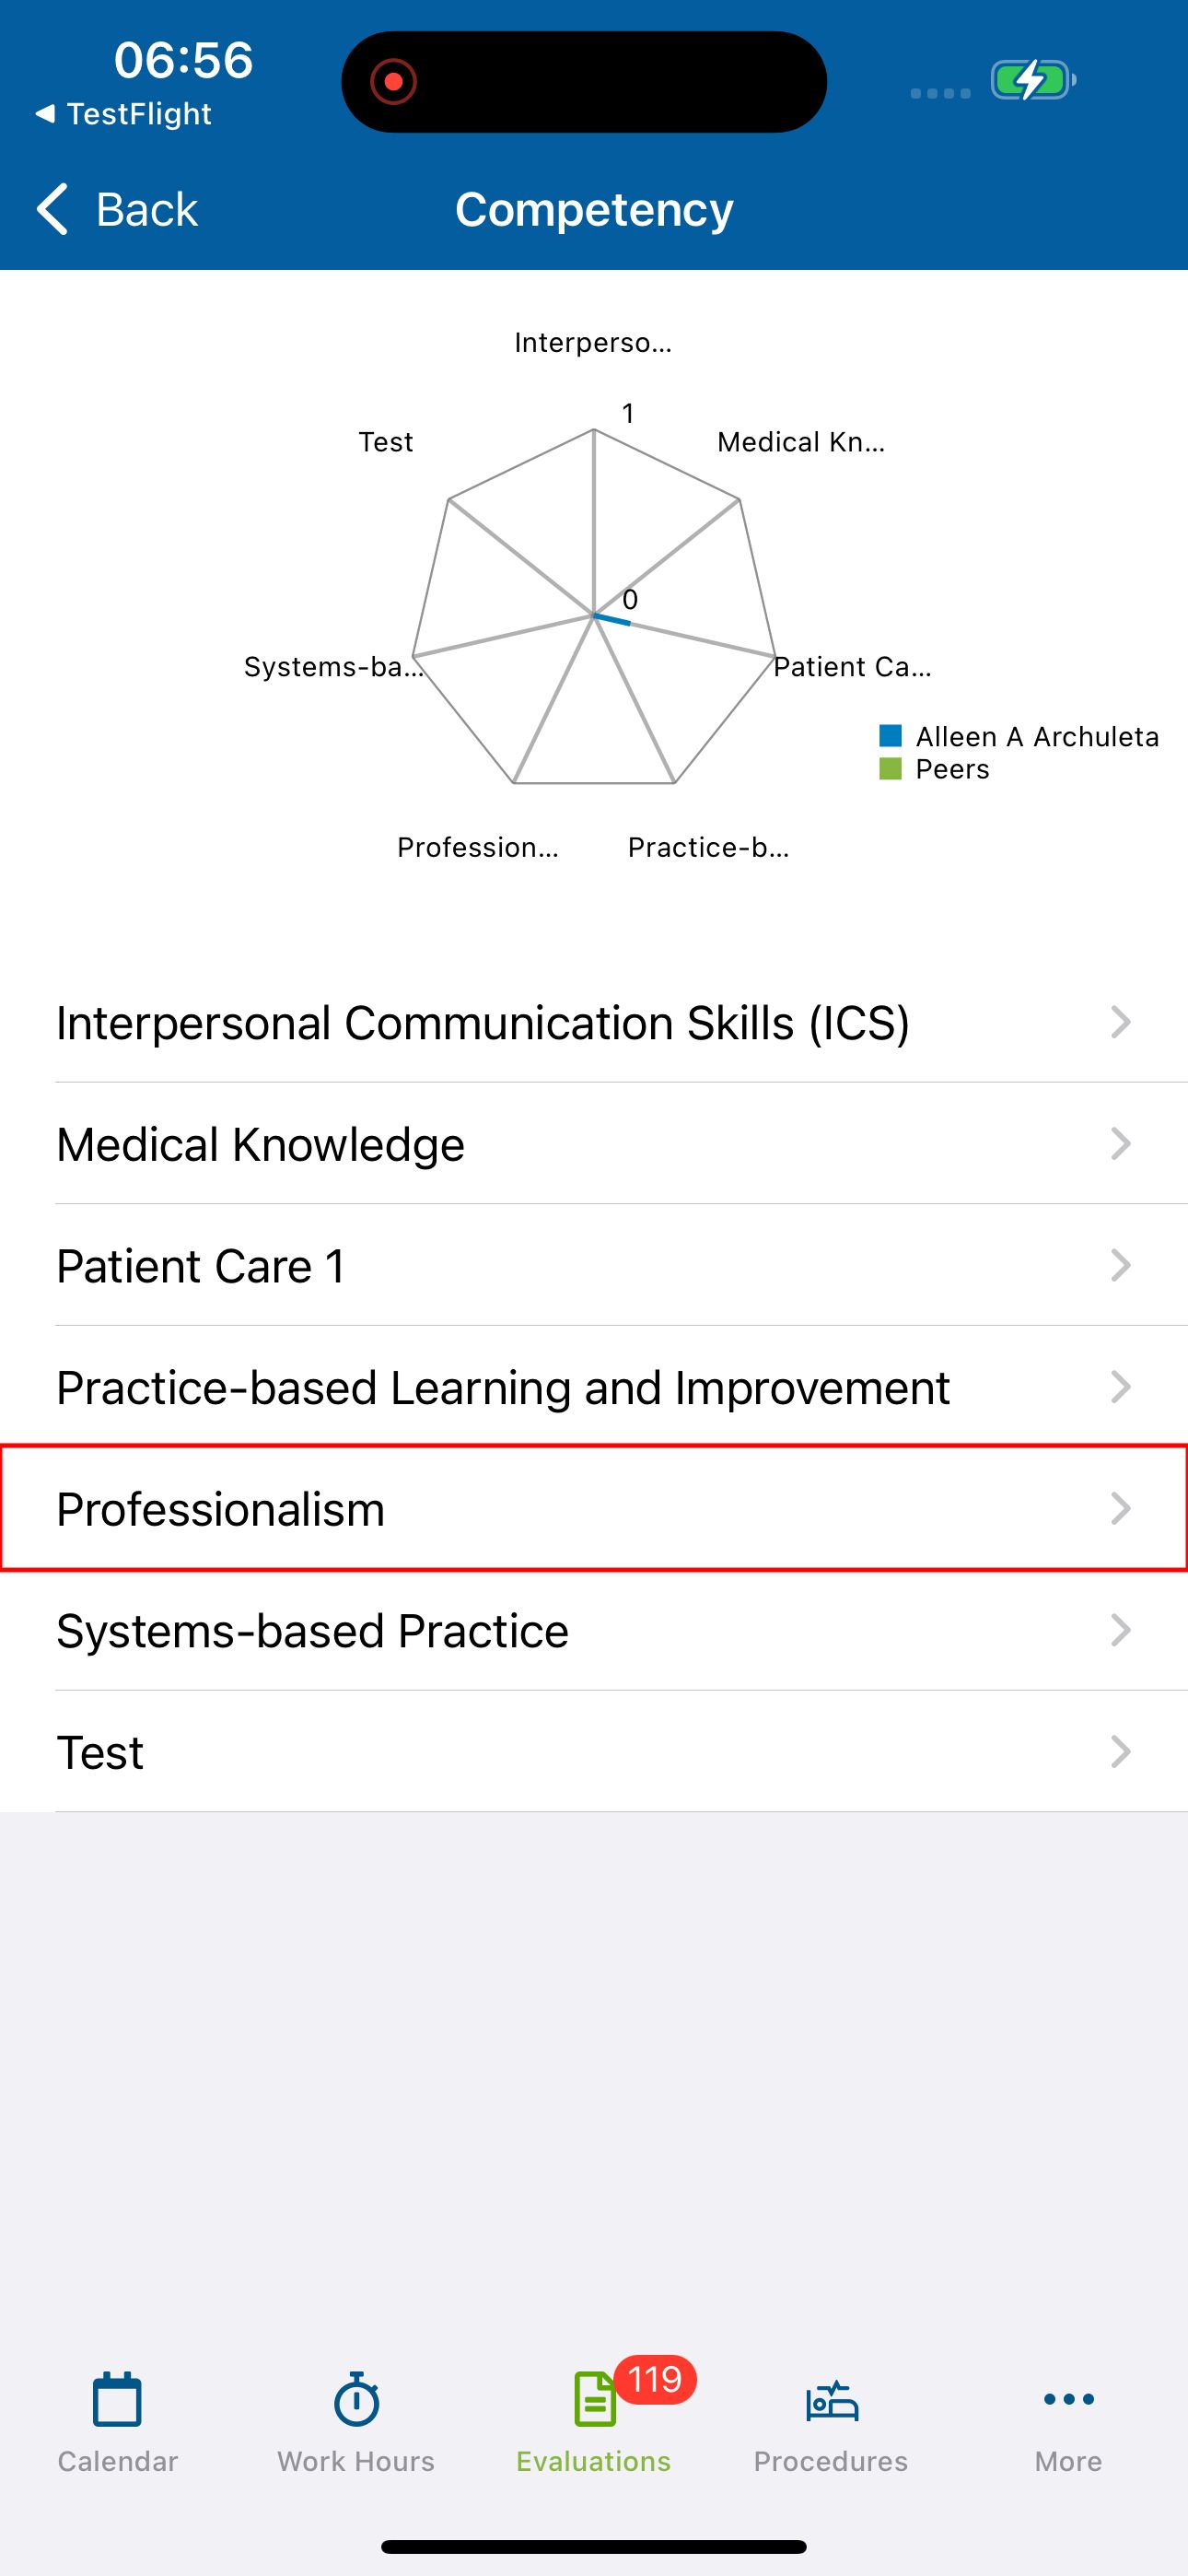 06:56
◀ TestFlight
Back
Competency
Interperso...
1
Test
Medical Kn...
0
Systems-ba...
Patient Ca...
Alleen A Archuleta
Peers
Profession...
Practice-b...
Interpersonal Communication Skills (ICS)
Medical Knowledge
Patient Care 1
Practice-based Learning and Improvement
Professionalism
Systems-based Practice
Test
119
Calendar
Work Hours
Evaluations
Procedures
More